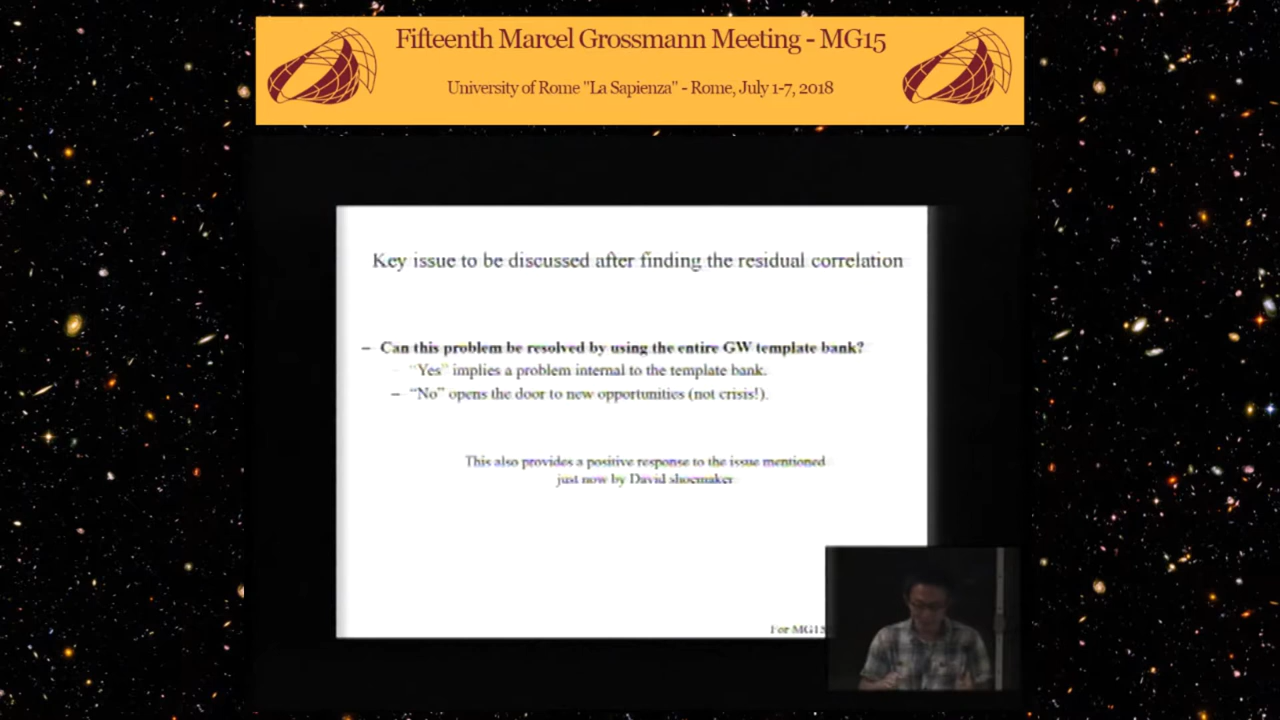 Fifteenth Marcel Grossmann Meeting - MG15
University of Rome "La Sapienza" - Rome, July 1-7, 2018
Key issue to be discussed after finding the residual correlation
– Can this problem be resolved by using the entire GW template bank?
– "Yes" implies a problem internal to the template bank.
– "No" opens the door to new opportunities (not crisis!).
This also provides a positive response to the issue mentioned
just now by David shoemaker
For MG15